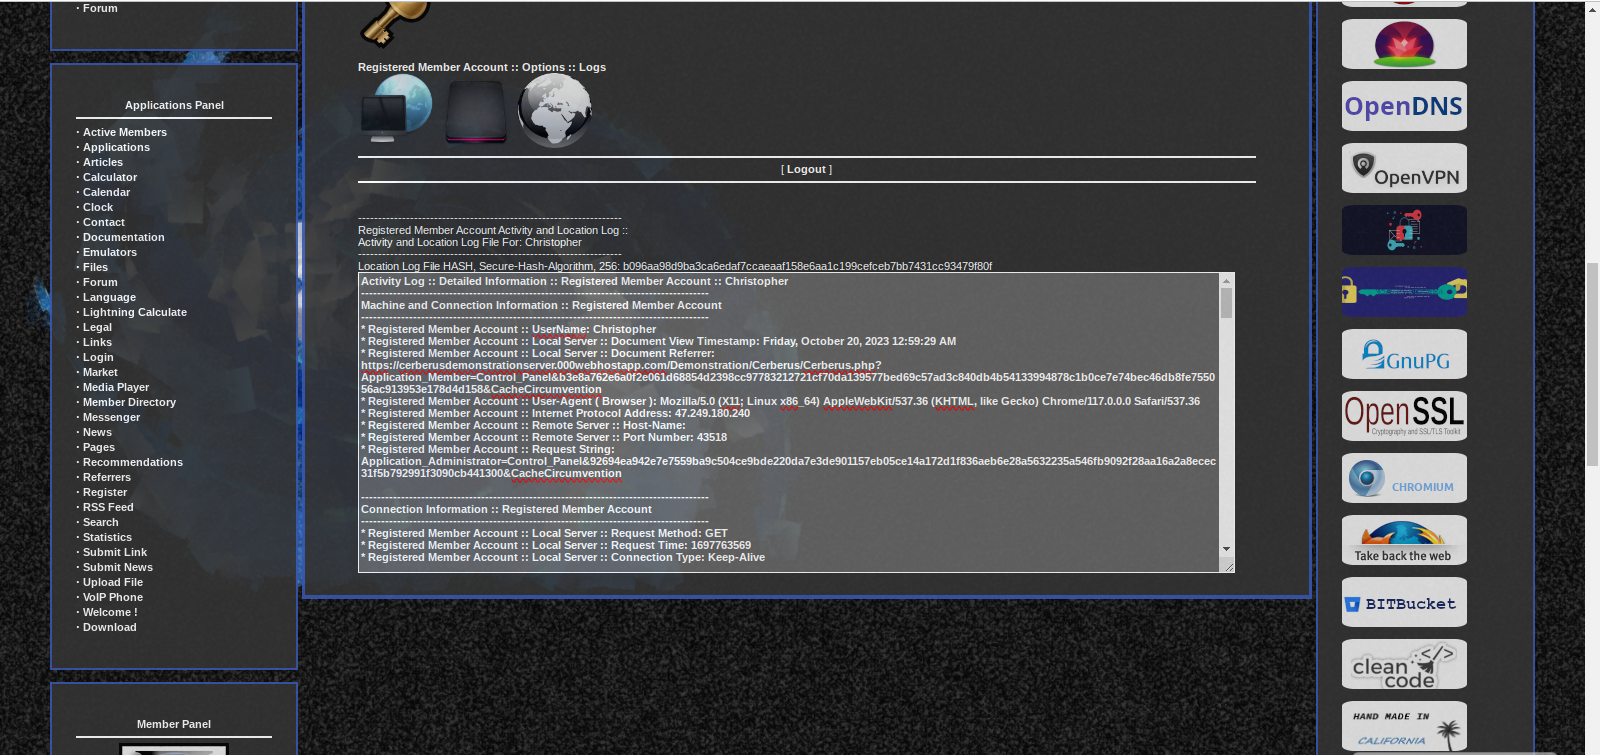 · Forum
Applications Panel
· Active Members
· Applications
· Articles
· Calculator
· Calendar
· Clock
· Contact
· Documentation
· Emulators
· Files
· Forum
· Language
· Lightning Calculate
· Legal
· Links
· Login
· Market
· Media Player
· Member Directory
· Messenger
· News
· Pages
· Recommendations
· Referrers
· Register
· RSS Feed
· Search
· Statistics
· Submit Link
· Submit News
· Upload File
· VoIP Phone
· Welcome !
· Download
Member Panel
Registered Member Account :: Options :: Logs
[ Logout ]
------------------------------------------------------------------
Registered Member Account Activity and Location Log ::
Activity and Location Log File For: Christopher
------------------------------------------------------------------
Location Log File HASH, Secure-Hash-Algorithm, 256: b096aa98d9ba3ca6edaf7ccaeaaf158e6aa1c199cefceb7bb7431cc93479f80f
Activity Log :: Detailed Information :: Registered Member Account :: Christopher
---------------------------------------------------------------------------------------
Machine and Connection Information :: Registered Member Account
---------------------------------------------------------------------------------------
* Registered Member Account :: UserName: Christopher
* Registered Member Account :: Local Server :: Document View Timestamp: Friday, October 20, 2023 12:59:29 AM
* Registered Member Account :: Local Server :: Document Referrer:
https://cerberusdemonstrationserver.000webhostapp.com/Demonstration/Cerberus/Cerberus.php?
Application_Member=Control_Panel&b3e8a762e6a0f2e061d68854d2398cc97783212721cf70da139577bed69c57ad3c840db4b54133994878c1b0ce7e74bec46db8fe7550
56ac913953e178d4d158&CacheCircumvention
* Registered Member Account :: User-Agent ( Browser ): Mozilla/5.0 (X11; Linux x86_64) AppleWebKit/537.36 (KHTML, like Gecko) Chrome/117.0.0.0 Safari/537.36
* Registered Member Account :: Internet Protocol Address: 47.249.180.240
* Registered Member Account :: Remote Server :: Host-Name:
* Registered Member Account :: Remote Server :: Port Number: 43518
* Registered Member Account :: Request String:
Application_Administrator=Control_Panel&92694ea942e7e7559ba9c504ce9bde220da7e3de901157eb05ce14a172d1f836aeb6e28a5632235a546fb9092f28aa16a2a8ecec
31f5b792991f3090cb441300&CacheCircumvention
---------------------------------------------------------------------------------------
Connection Information :: Registered Member Account
---------------------------------------------------------------------------------------
* Registered Member Account :: Local Server :: Request Method: GET
* Registered Member Account :: Local Server :: Request Time: 1697763569
* Registered Member Account :: Local Server :: Connection Type: Keep-Alive
OpenDNS
OpenVPN
GnuPG
OpenSSL
Cryptography and SSL/TLS Toolkit
CHROMIUM
Take back the web
BITBucket
clean </>
code
HAND MADE IN
CALIFORNIA